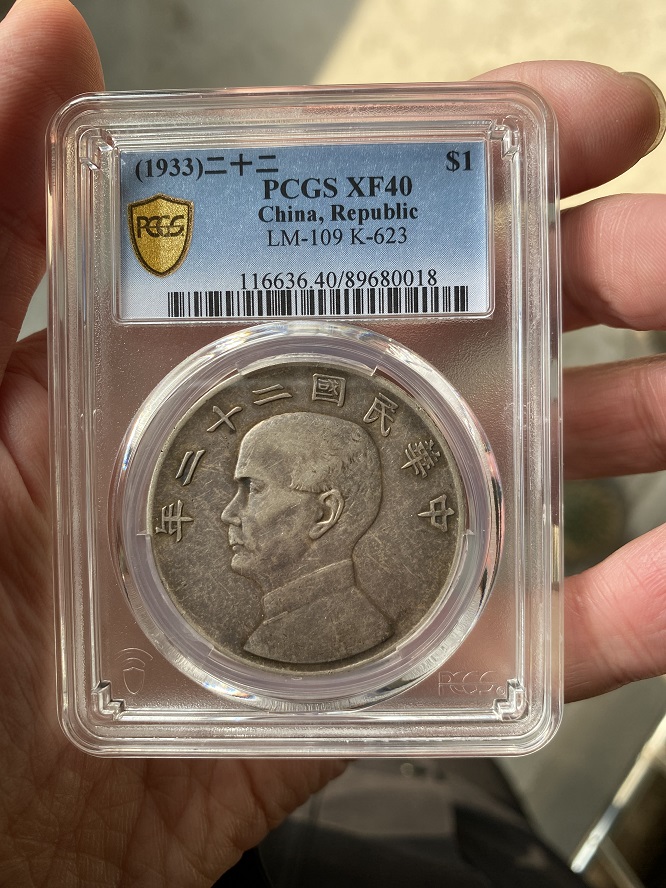 (1933)二十二 $1
PCGS XF40
China, Republic
LM-109 K-623
PCGS
116636.40/89680018
中華民國二十二年
PCGS